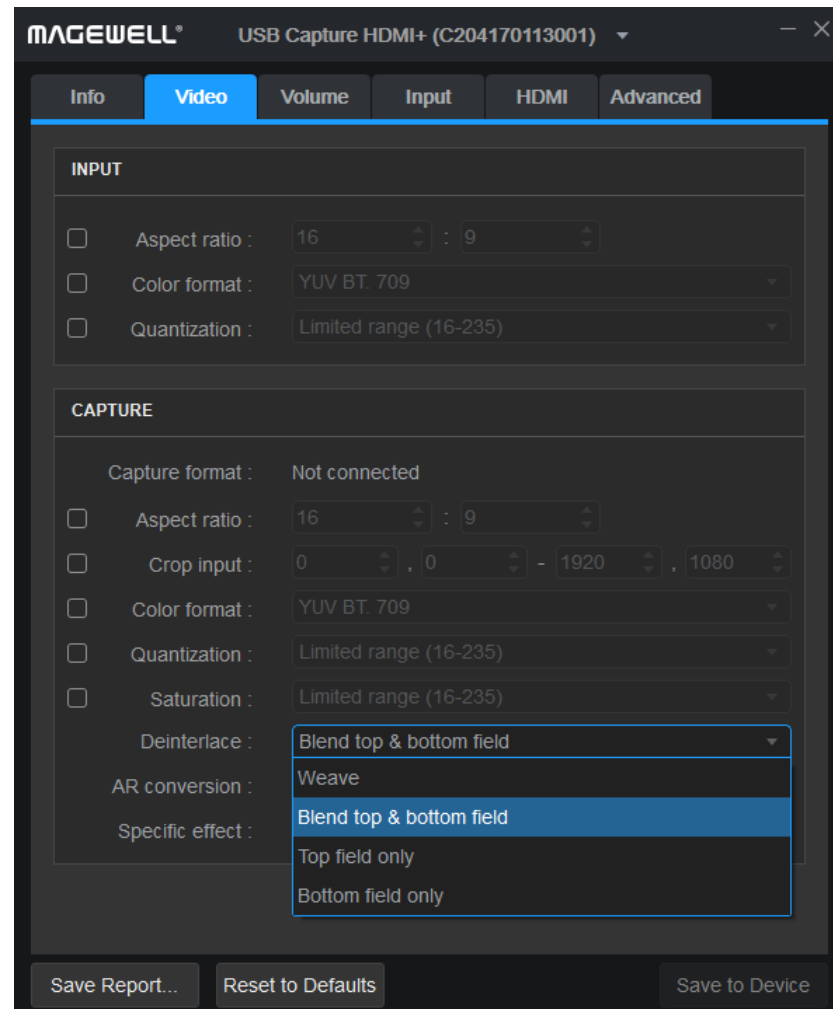 MAGEWELL® USB Capture HDMI+ (C204170113001)
Info Video Volume Input HDMI Advanced
INPUT
Aspect ratio : 16 : 9
Color format : YUV BT. 709
Quantization : Limited range (16-235)
CAPTURE
Capture format : Not connected
Aspect ratio : 16 : 9
Crop input : 0 , 0 - 1920 , 1080
Color format : YUV BT. 709
Quantization : Limited range (16-235)
Saturation : Limited range (16-235)
Deinterlace : Blend top & bottom field
Weave
AR conversion :
Blend top & bottom field
Specific effect :
Top field only
Bottom field only
Save Report... Reset to Defaults Save to Device